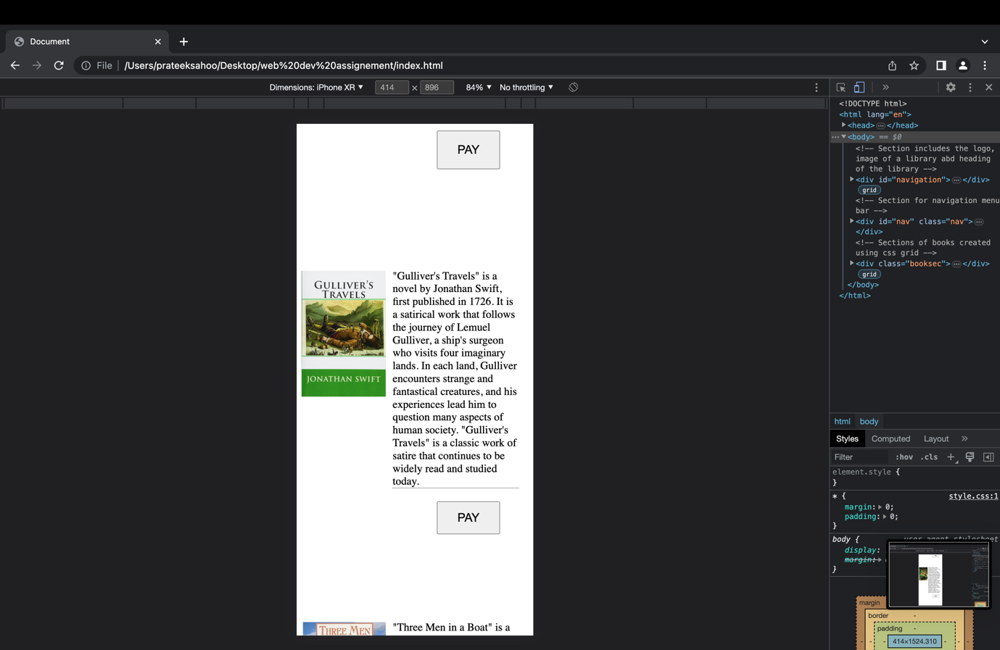 Document
File
/Users/prateeksahoo/Desktop/web%20dev%20assignement/index.html
Dimensions: iPhone XR
414
×
896
84%
No throttling
PAY
GULLIVER'S
TRAVELS
JONATHAN SWIFT
"Gulliver's Travels" is a
novel by Jonathan Swift,
first published in 1726. It is
a satirical work that follows
the journey of Lemuel
Gulliver, a ship's surgeon
who visits four imaginary
lands. In each land, Gulliver
encounters strange and
fantastical creatures, and his
experiences lead him to
question many aspects of
human society. "Gulliver's
Travels" is a classic work of
satire that continues to be
widely read and studied
today.
PAY
THREE MEN
"Three Men in a Boat" is a
<!DOCTYPE html>
<html lang="en">
<head>…</head>
<body> == $0
<!-- Section includes the logo,
image of a library abd heading
of the library -->
<div id="navigation">…</div>
grid
<!-- Section for navigation menu
bar -->
<div id="nav" class="nav">…
</div>
<!-- Sections of books created
using css grid -->
<div class="booksec">…</div>
grid
</body>
</html>
html body
Styles Computed Layout
Filter :hov .cls
element.style {
}
* { style.css:1
margin: 0;
padding: 0;
}
body { user agent stylesheet
display:
margin:
}
margin
border -
padding -
- - - 414×1524.310 - - -